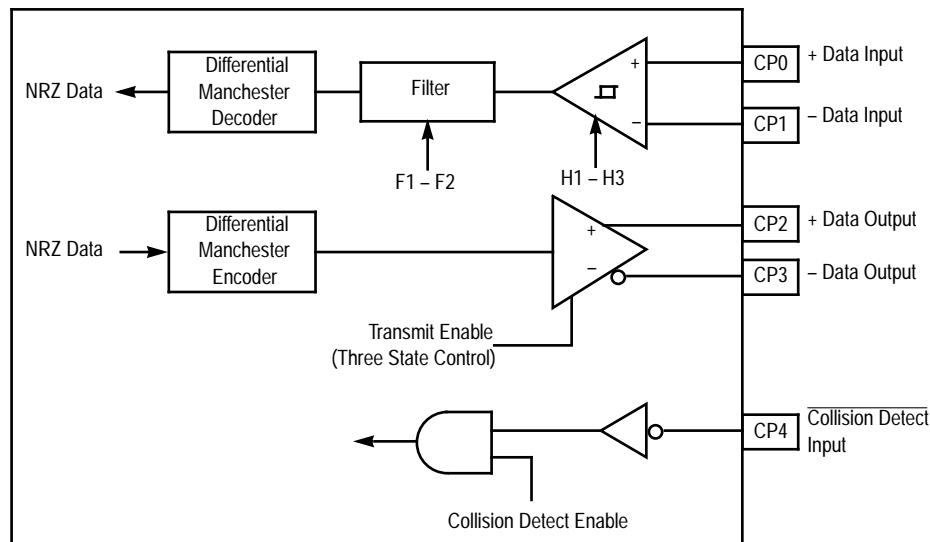 Differential
Manchester
Decoder
NRZ Data
Filter
+
−
CP0
+ Data Input
CP1
− Data Input
F1 – F2
H1 – H3
NRZ Data
Differential
Manchester
Encoder
+
−
CP2
+ Data Output
CP3
− Data Output
Transmit Enable
(Three State Control)
CP4
Collision Detect
Input
Collision Detect Enable